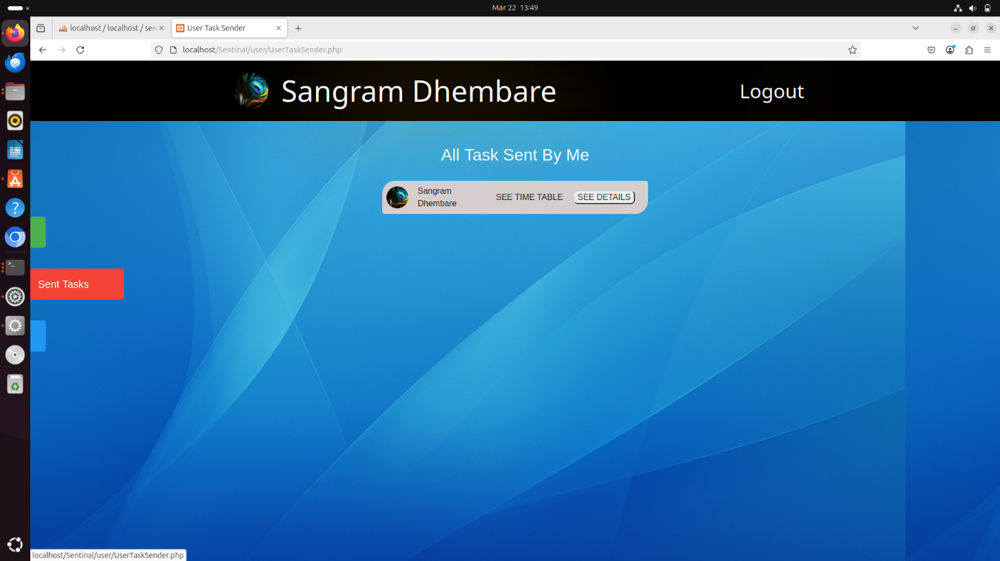 Mar 22 13:49
localhost / localhost / sen
User Task Sender
localhost/Sentinal/user/UserTaskSender.php
Sangram Dhembare
Logout
All Task Sent By Me
Sangram
Dhembare
SEE TIME TABLE
SEE DETAILS
Sent Tasks
localhost/Sentinal/user/UserTaskSender.php